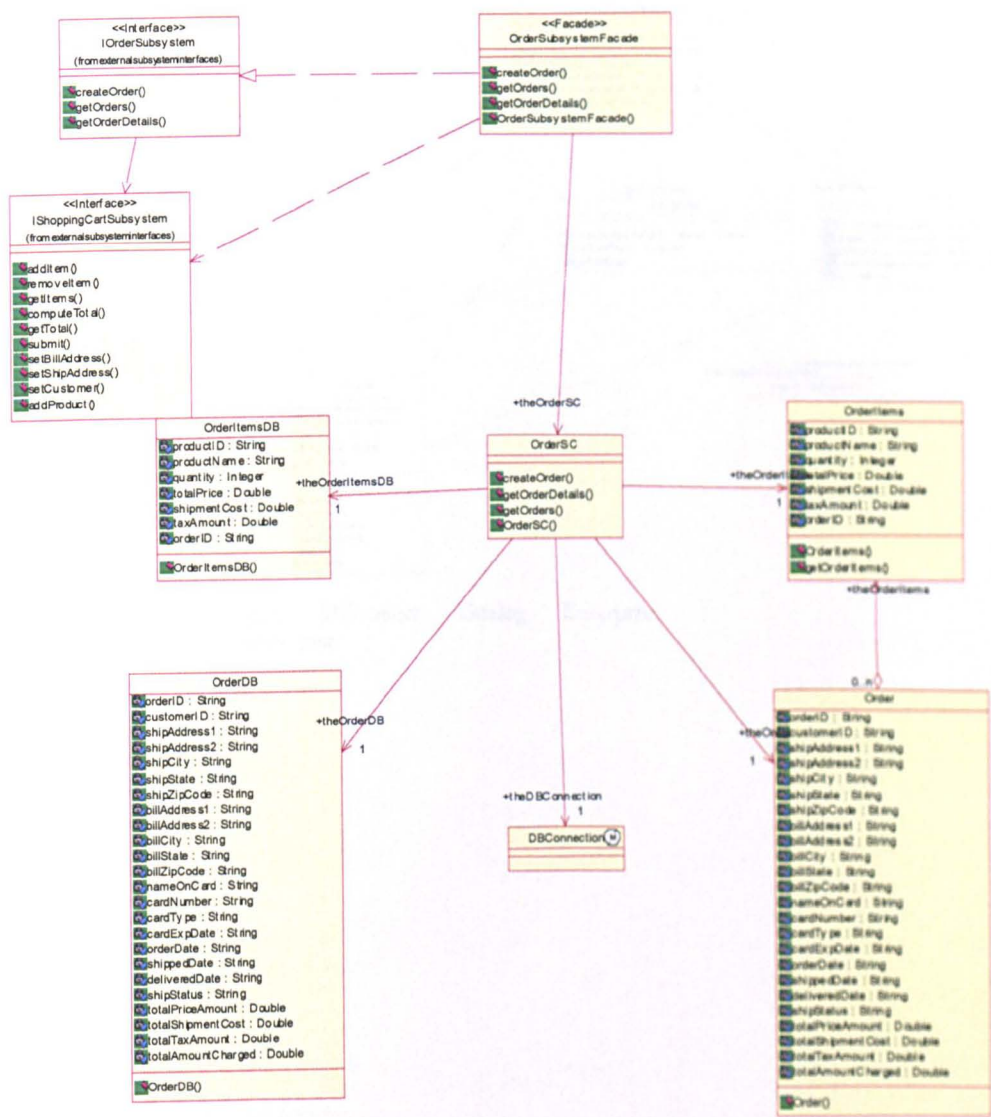 <<Interface>>
IOrderSubsystem
(from externalsubsysteminterfaces)
createOrder()
getOrders()
getOrderDetails()
<<Facade>>
OrderSubsystemFacade
createOrder()
getOrders()
getOrderDetails()
OrderSubsystemFacade()
<<Interface>>
IShoppingCartSubsystem
(from externalsubsysteminterfaces)
addItem()
removeItem()
getItems()
computeTotal()
getTotal()
submit()
setBillAddress()
setShipAddress()
setCustomer()
addProduct()
+theOrderSC
OrderItemsDB
productID : String
productName : String
quantity : Integer
totalPrice : Double
shipmentCost : Double
taxAmount : Double
orderID : String
OrderItemsDB()
+theOrderItemsDB
1
OrderSC
createOrder()
getOrderDetails()
getOrders()
OrderSC()
1
OrderItems
productID : String
productName : String
quantity : Integer
totalPrice : Double
shipmentCost : Double
taxAmount : Double
orderID : String
OrderItems()
getOrderItems()
+theOrderItems
0..n
OrderDB
orderID : String
customerID : String
shipAddress1 : String
shipAddress2 : String
shipCity : String
shipState : String
shipZipCode : String
billAddress1 : String
billAddress2 : String
billCity : String
billState : String
billZipCode : String
nameOnCard : String
cardNumber : String
cardType : String
cardExpDate : String
orderDate : String
shippedDate : String
deliveredDate : String
shipStatus : String
totalPriceAmount : Double
totalShipmentCost : Double
totalTaxAmount : Double
totalAmountCharged : Double
OrderDB()
+theOrderDB
1
+theDBConnection
1
DBConnection
M
1
Order
orderID : String
customerID : String
shipAddress1 : String
shipAddress2 : String
shipCity : String
shipState : String
shipZipCode : String
billAddress1 : String
billAddress2 : String
billCity : String
billState : String
billZipCode : String
nameOnCard : String
cardNumber : String
cardType : String
cardExpDate : String
orderDate : String
shippedDate : String
deliveredDate : String
shipStatus : String
totalPriceAmount : Double
totalShipmentCost : Double
totalTaxAmount : Double
totalAmountCharged : Double
Order()